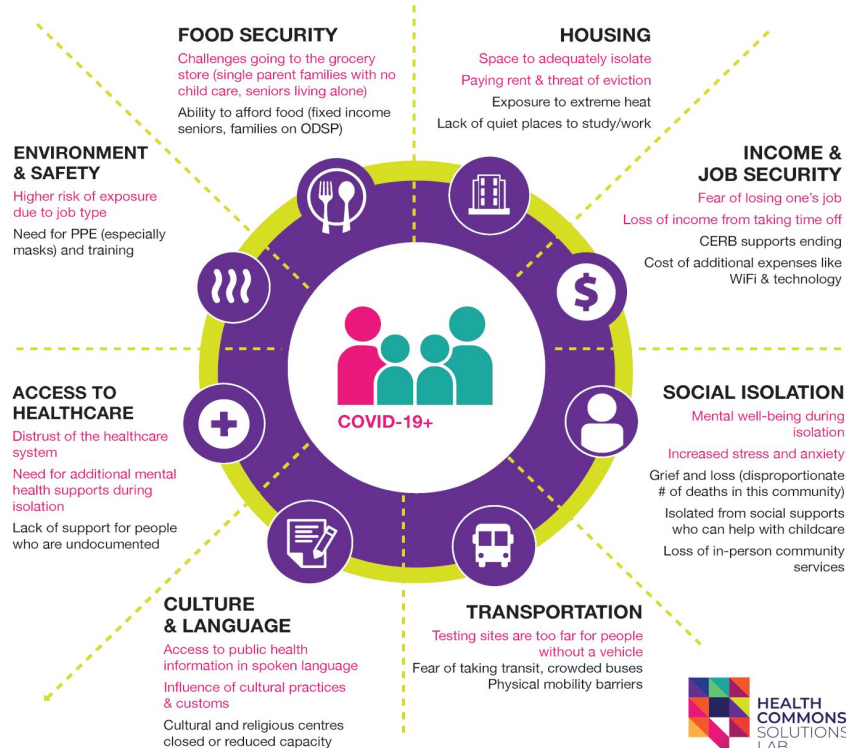 FOOD SECURITY
Challenges going to the grocery
store (single parent families with no
child care, seniors living alone)
Ability to afford food (fixed income
seniors, families on ODSP)
HOUSING
Space to adequately isolate
Paying rent & threat of eviction
Exposure to extreme heat
Lack of quiet places to study/work
ENVIRONMENT
& SAFETY
Higher risk of exposure
due to job type
Need for PPE (especially
masks) and training
INCOME &
JOB SECURITY
Fear of losing one's job
Loss of income from taking time off
CERB supports ending
Cost of additional expenses like
WiFi & technology
$
COVID-19+
ACCESS TO
HEALTHCARE
Distrust of the healthcare
system
Need for additional mental
health supports during
isolation
Lack of support for people
who are undocumented
SOCIAL ISOLATION
Mental well-being during
isolation
Increased stress and anxiety
Grief and loss (disproportionate
# of deaths in this community)
Isolated from social supports
who can help with childcare
Loss of in-person community
services
CULTURE
& LANGUAGE
Access to public health
information in spoken language
Influence of cultural practices
& customs
Cultural and religious centres
closed or reduced capacity
TRANSPORTATION
Testing sites are too far for people
without a vehicle
Fear of taking transit, crowded buses
Physical mobility barriers
HEALTH
COMMONS
SOLUTIONS
LAB